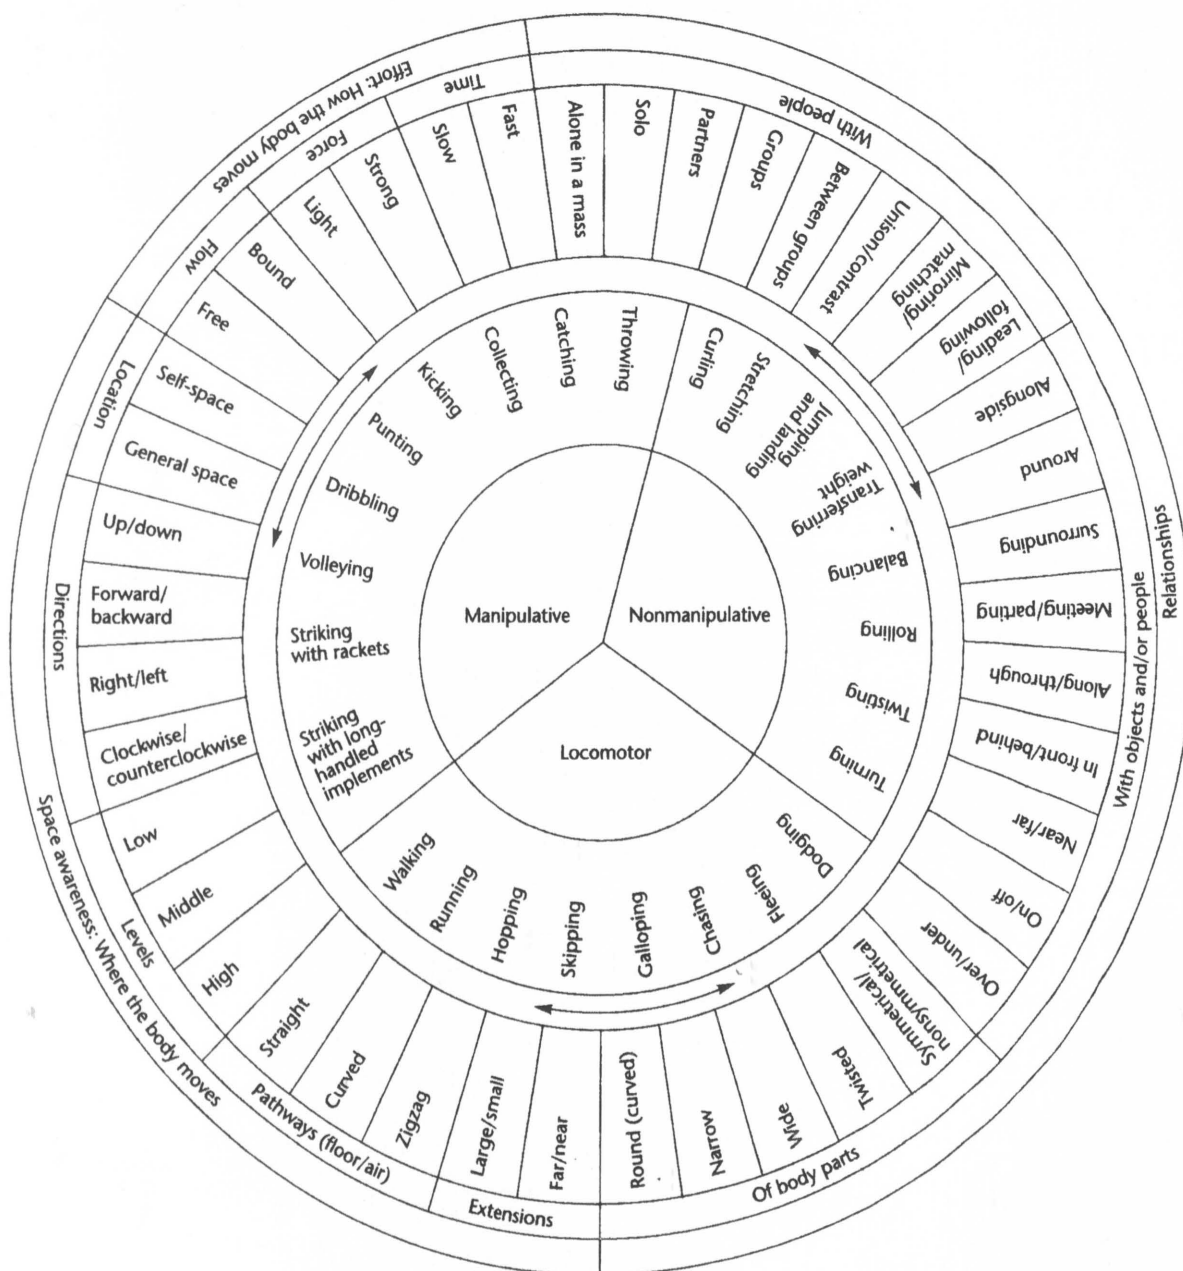 Effort: How the body moves
Time
Force
Flow
Fast
Slow
Strong
Light
Bound
Free
Relationships
With people
Alone in a mass
Solo
Partners
Groups
Between groups
Unison/contrast
Mirroring/
matching
Leading/
following
With objects and/or people
Alongside
Around
Surrounding
Meeting/parting
Along/through
In front/behind
Near/far
On/off
Over/under
Of body parts
Symmetrical/
nonsymmetrical
Twisted
Wide
Narrow
Round (curved)
Space awareness: Where the body moves
Location
Self-space
General space
Directions
Up/down
Forward/
backward
Right/left
Clockwise/
counterclockwise
Levels
Low
Middle
High
Pathways (floor/air)
Straight
Curved
Zigzag
Extensions
Large/small
Far/near
Manipulative
Throwing
Catching
Collecting
Kicking
Punting
Dribbling
Volleying
Striking
with rackets
Striking
with long-
handled
implements
Nonmanipulative
Curling
Stretching
Jumping
and landing
Transferring
weight
Balancing
Rolling
Twisting
Turning
Locomotor
Walking
Running
Hopping
Skipping
Galloping
Chasing
Fleeing
Dodging